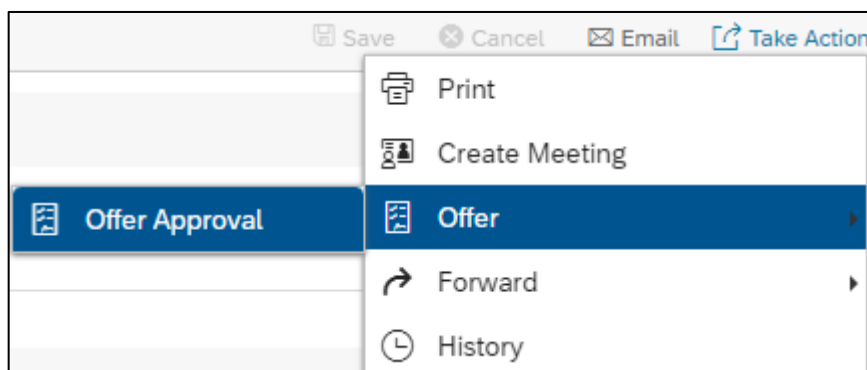 Save Cancel Email Take Action
Print
Create Meeting
Offer Approval Offer
Forward
History